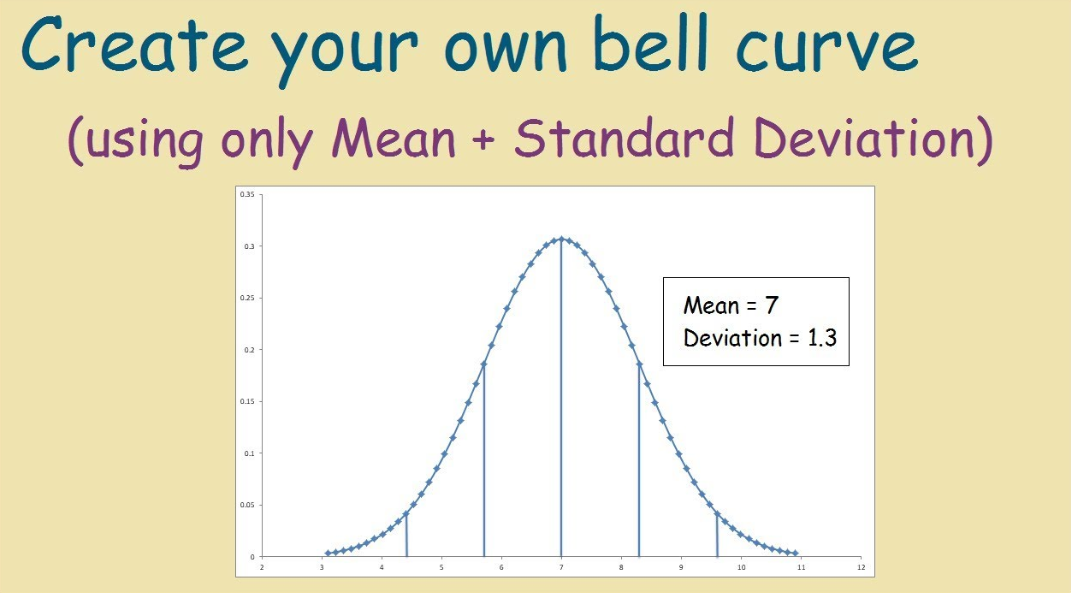 Create your own bell curve
(using only Mean + Standard Deviation)
0.35
0.3
0.25
0.2
0.15
0.1
0.05
0
Mean = 7
Deviation = 1.3
2 3 4 5 6 7 8 9 10 11 12